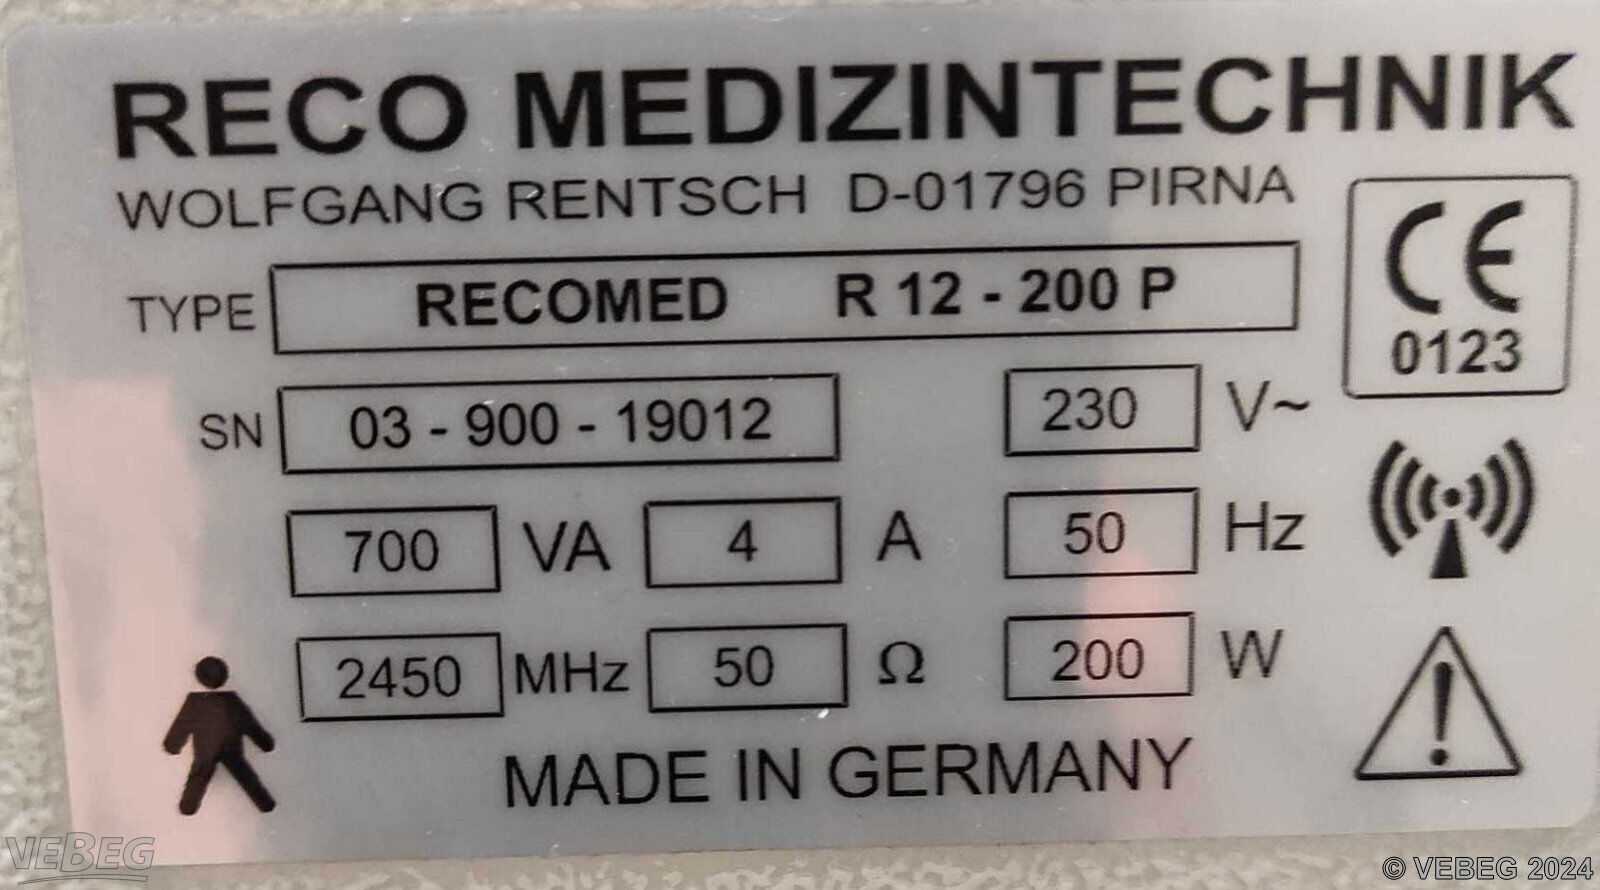 RECO MEDIZINTECHNIK
WOLFGANG RENTSCH D-01796 PIRNA
TYPE RECOMED R 12 - 200 P
CE
0123
SN 03 - 900 - 19012 230 V~
700 VA 4 A 50 Hz
2450 MHz 50 Ω 200 W
MADE IN GERMANY
VEBEG
© VEBEG 2024